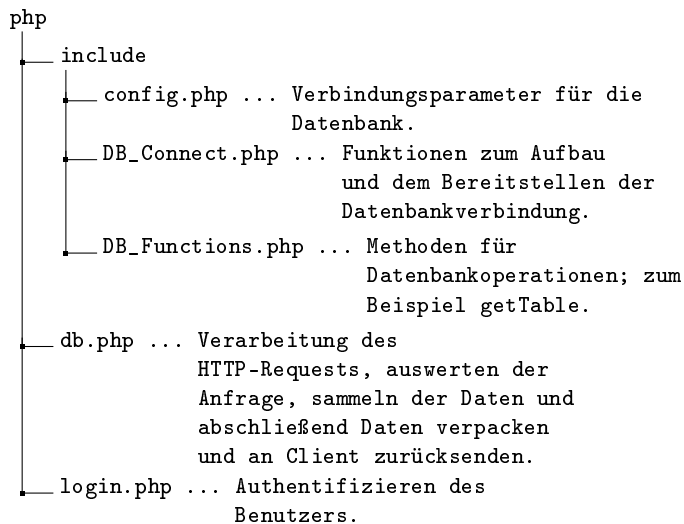 php
include
config.php ... Verbindungsparameter für die
Datenbank.
DB_Connect.php ... Funktionen zum Aufbau
und dem Bereitstellen der
Datenbankverbindung.
DB_Functions.php ... Methoden für
Datenbankoperationen; zum
Beispiel getTable.
db.php ... Verarbeitung des
HTTP-Requests, auswerten der
Anfrage, sammeln der Daten und
abschließend Daten verpacken
und an Client zurücksenden.
login.php ... Authentifizieren des
Benutzers.